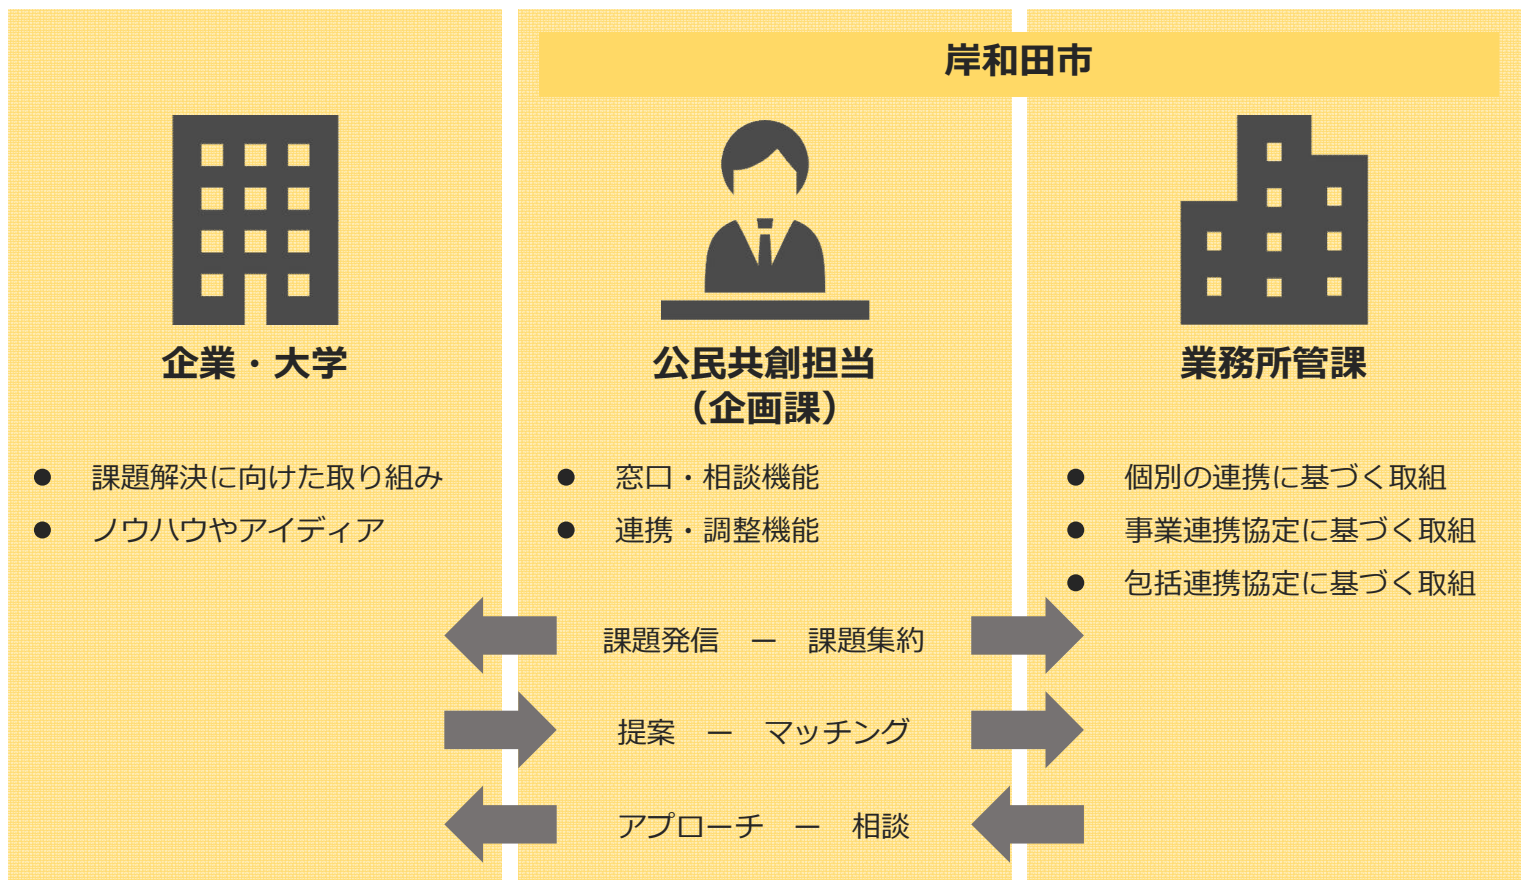 岸和田市
企業・大学
● 課題解決に向けた取り組み
● ノウハウやアイディア
公民共創担当
（企画課）
● 窓口・相談機能
● 連携・調整機能
業務所管課
● 個別の連携に基づく取組
● 事業連携協定に基づく取組
● 包括連携協定に基づく取組
課題発信　ー　課題集約
提案　ー　マッチング
アプローチ　ー　相談